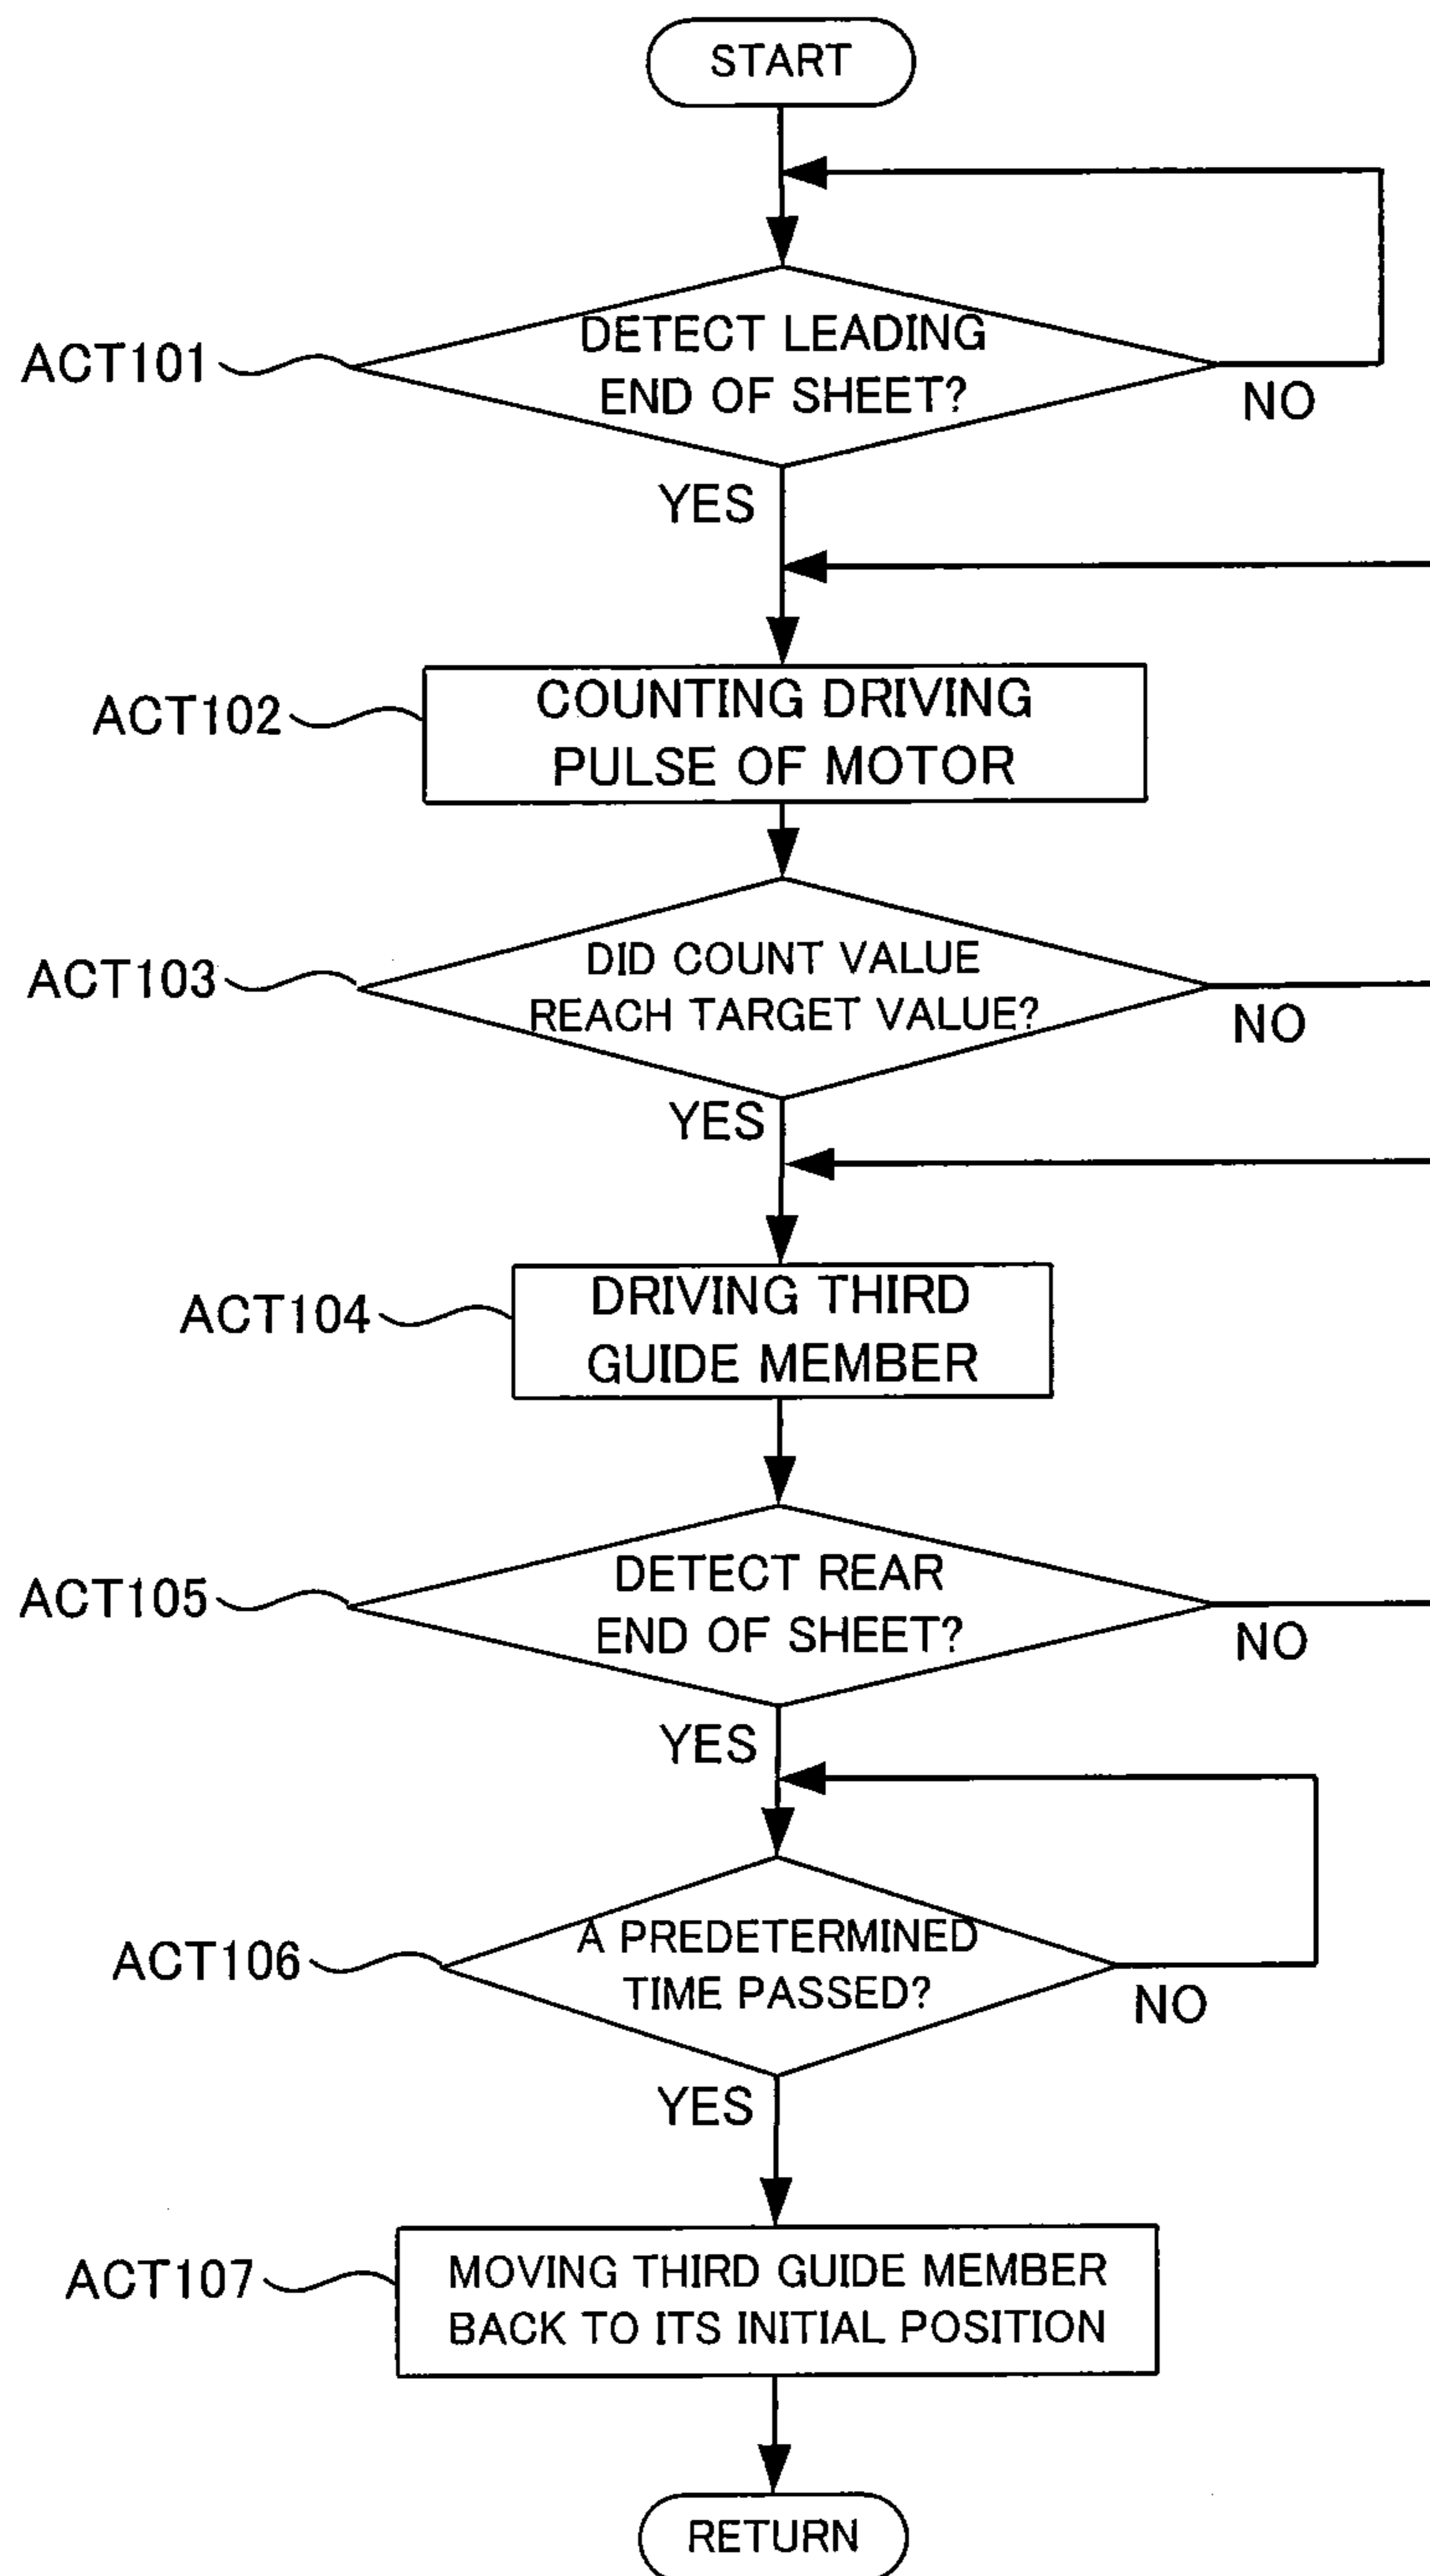 START
DETECT LEADING
END OF SHEET?
ACT101
NO
YES
COUNTING DRIVING
PULSE OF MOTOR
ACT102
DID COUNT VALUE
REACH TARGET VALUE?
ACT103
NO
YES
DRIVING THIRD
GUIDE MEMBER
ACT104
DETECT REAR
END OF SHEET?
ACT105
NO
YES
A PREDETERMINED
TIME PASSED?
ACT106
NO
YES
MOVING THIRD GUIDE MEMBER
BACK TO ITS INITIAL POSITION
ACT107
RETURN